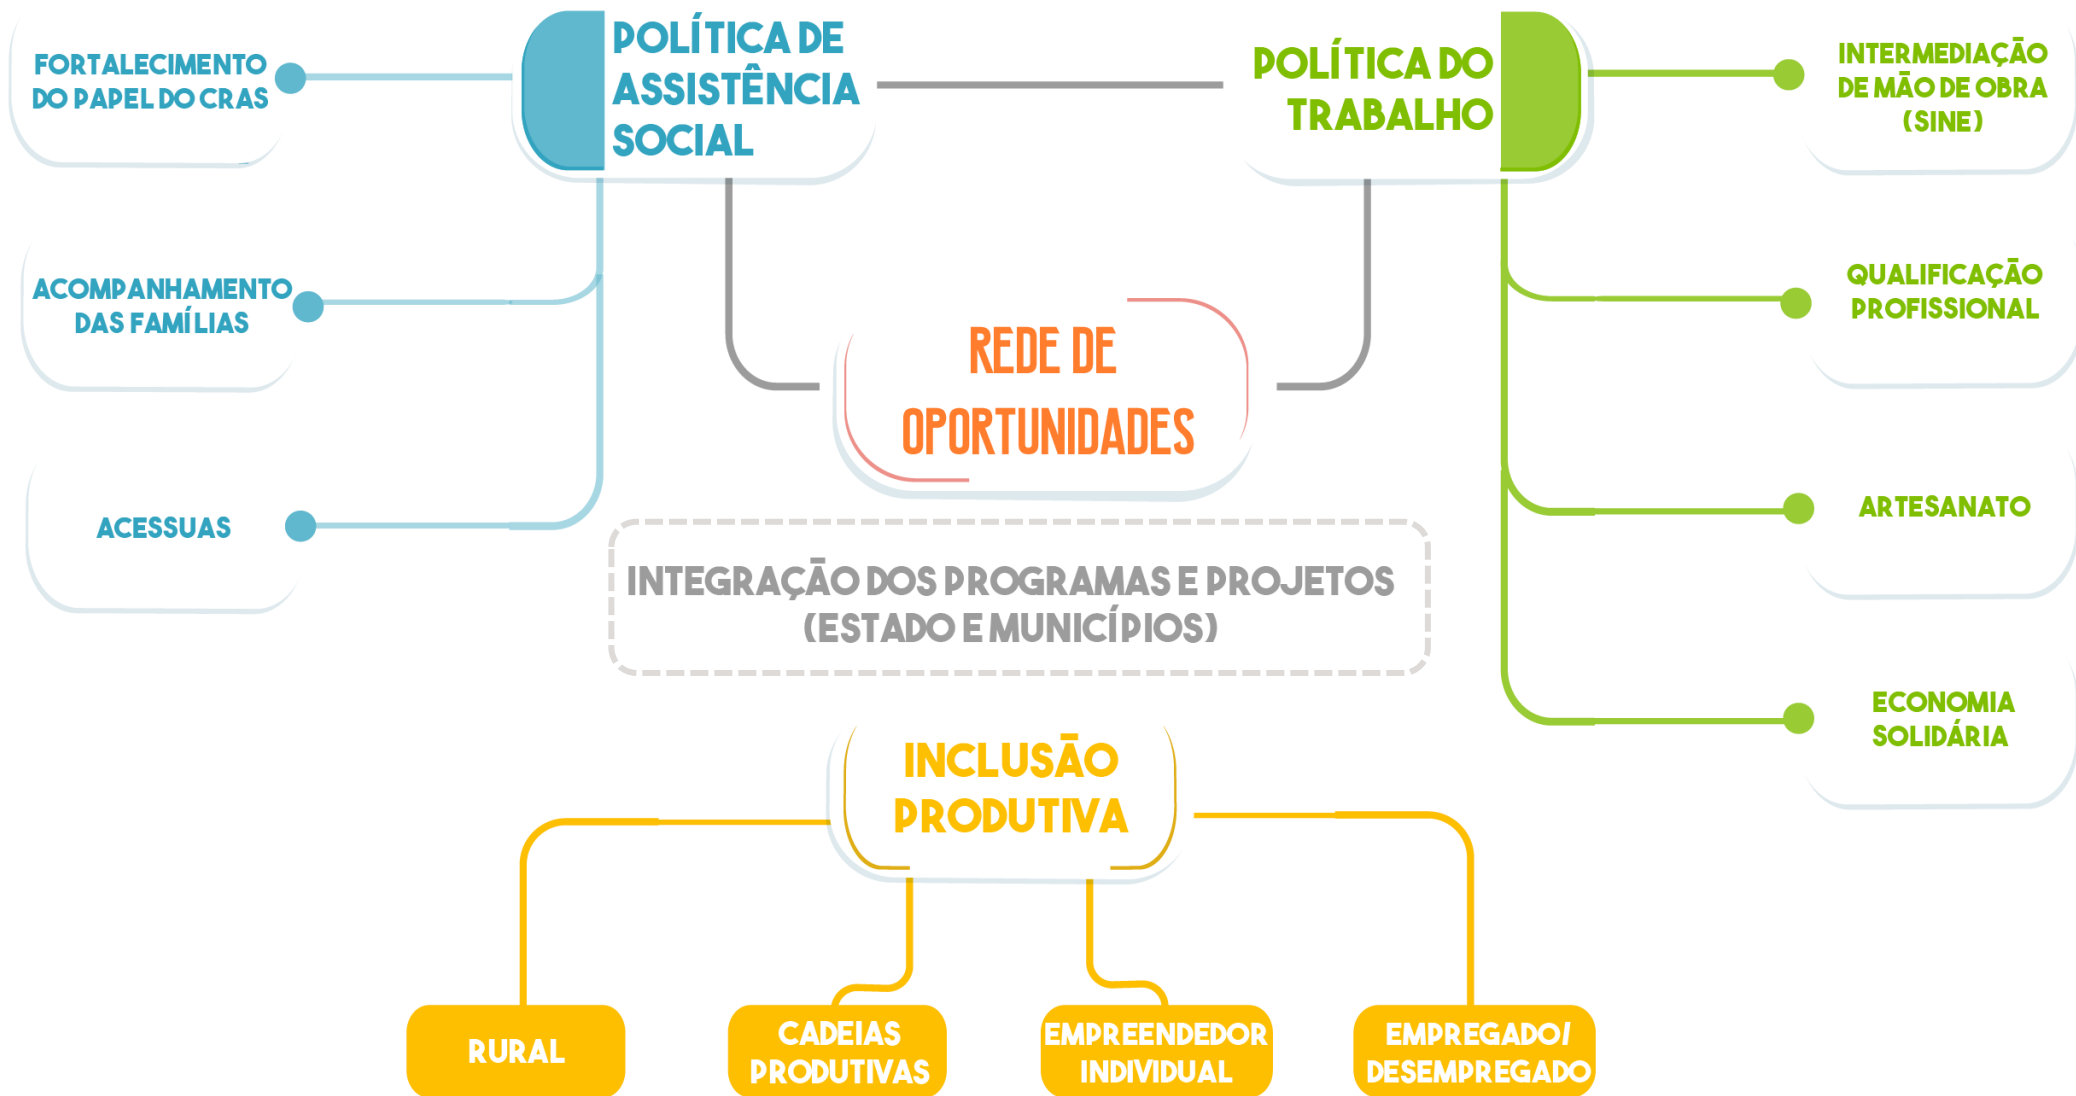 FORTALECIMENTO
DO PAPEL DO CRAS
POLÍTICA DE
ASSISTÊNCIA
SOCIAL
POLÍTICA DO
TRABALHO
INTERMEDIAÇÃO
DE MÃO DE OBRA
(SINE)
ACOMPANHAMENTO
DAS FAMÍLIAS
QUALIFICAÇÃO
PROFISSIONAL
REDE DE
OPORTUNIDADES
ACESSUAS
ARTESANATO
INTEGRAÇÃO DOS PROGRAMAS E PROJETOS
(ESTADO E MUNICÍPIOS)
ECONOMIA
SOLIDÁRIA
INCLUSÃO
PRODUTIVA
RURAL
CADEIAS
PRODUTIVAS
EMPREENDEDOR
INDIVIDUAL
EMPREGADO/
DESEMPREGADO